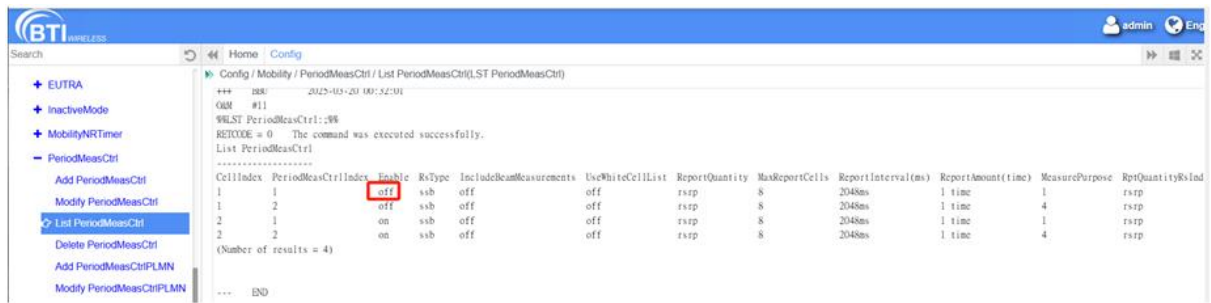 BTI WIRELESS
admin Eng
Search Home Config
Config / Mobility / PeriodMeasCtrl / List PeriodMeasCtrl(LST PeriodMeasCtrl)
EUTRA
InactiveMode
MobilityNRTimer
PeriodMeasCtrl
Add PeriodMeasCtrl
Modify PeriodMeasCtrl
List PeriodMeasCtrl
Delete PeriodMeasCtrl
Add PeriodMeasCtrlPLMN
Modify PeriodMeasCtrlPLMN
+++ BBU 2025-03-20 00:32:01
O&M #11
%%LST PeriodMeasCtrl:;%%
RETCODE = 0 The command was executed successfully.
List PeriodMeasCtrl
-------------------
CellIndex PeriodMeasCtrlIndex Enable RsType IncludeBeamMeasurements UseWhiteCellList ReportQuantity MaxReportCells ReportInterval(ms) ReportAmount(time) MeasurePurpose RptQuantityRsInd
1 1 off ssb off off rsrp 8 2048ms 1 time 1 rsrp
1 2 off ssb off off rsrp 8 2048ms 1 time 4 rsrp
2 1 on ssb off off rsrp 8 2048ms 1 time 1 rsrp
2 2 on ssb off off rsrp 8 2048ms 1 time 4 rsrp
(Number of results = 4)
--- END